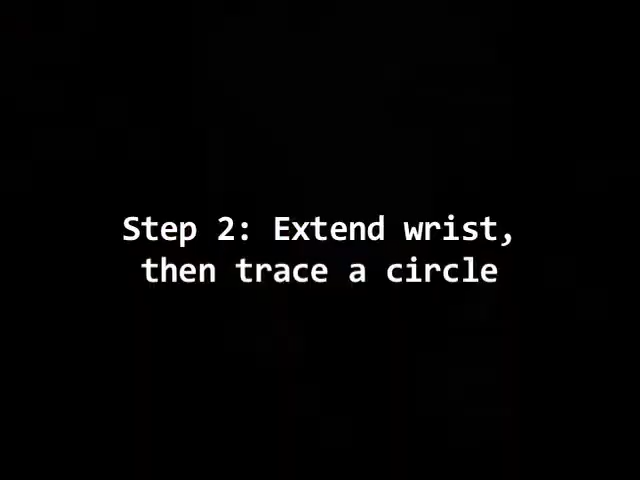 Step 2: Extend wrist,
then trace a circle